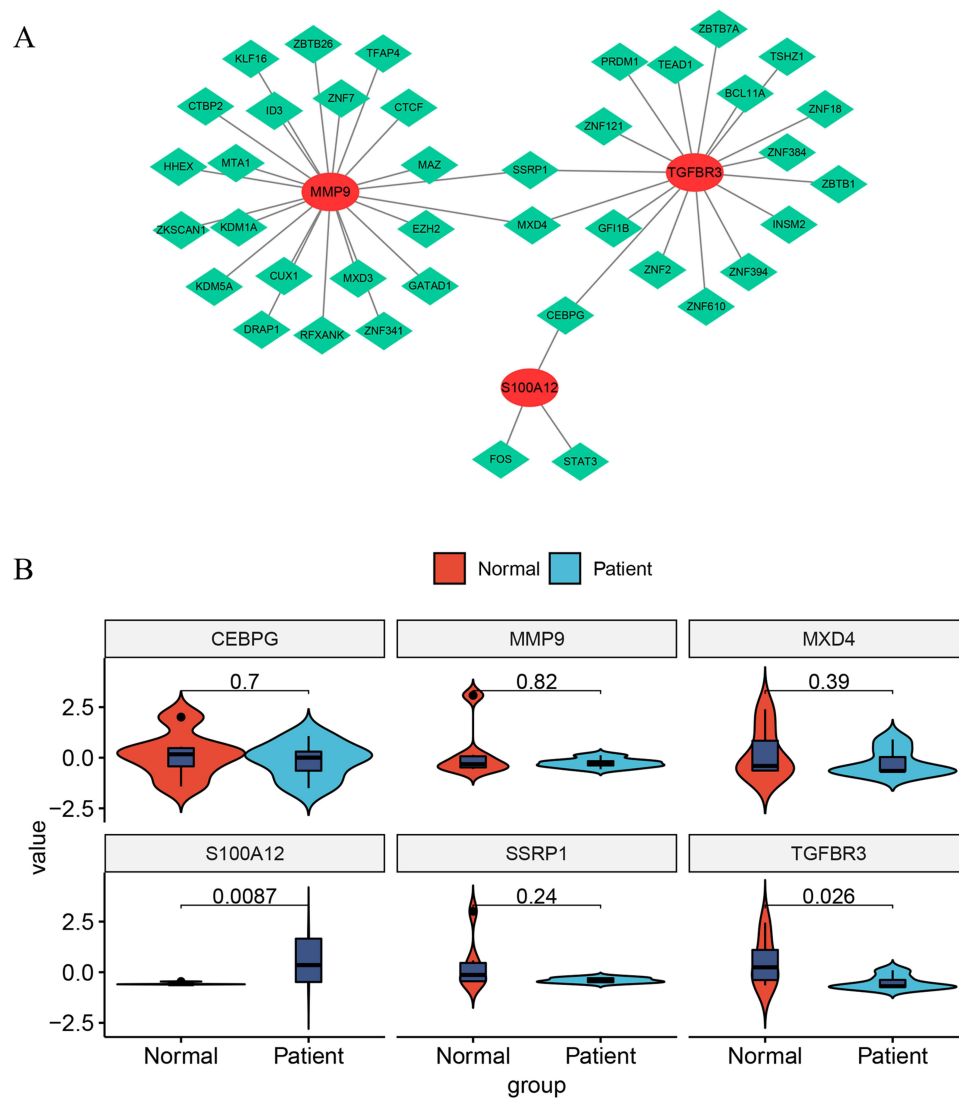 A
ZBTB7A
ZBTB26
TFAP4
KLF16
PRDM1
TEAD1
TSHZ1
BCL11A
CTBP2
ID3
ZNF7
CTCF
ZNF18
ZNF121
ZNF384
HHEX
MTA1
MAZ
SSRP1
TGFBR3
ZBTB1
MMP9
ZKSCAN1
KDM1A
EZH2
MXD4
GFI1B
INSM2
KDM5A
CUX1
MXD3
GATAD1
ZNF2
ZNF394
ZNF610
DRAP1
RFXANK
ZNF341
CEBPG
S100A12
FOS
STAT3
B
Normal
Patient
CEBPG
MMP9
MXD4
0.7
0.82
0.39
2.5
0.0
−2.5
S100A12
SSRP1
TGFBR3
0.0087
0.24
0.026
2.5
0.0
−2.5
value
Normal
Patient
Normal
Patient
Normal
Patient
group